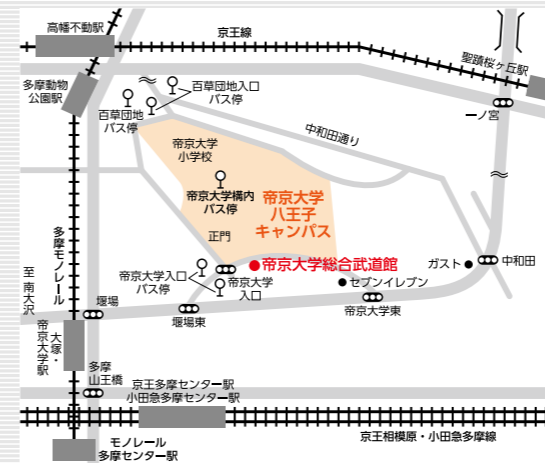 高幡不動駅
京王線
聖蹟桜ヶ丘駅
多摩動物
公園駅
百草団地入口
バス停
百草団地
バス停
一ノ宮
中和田通り
帝京大学
小学校
帝京大学構内
バス停
帝京大学
八王子
キャンパス
正門
多摩モノレール
至 南大沢
帝京大学総合武道館
ガスト
中和田
帝京大学入口
バス停
帝京大学
入口
セブンイレブン
堰場
堰場東
帝京大学東
大塚・
帝京大学駅
多摩
山王橋
京王多摩センター駅
小田急多摩センター駅
京王相模原・小田急多摩線
モノレール
多摩センター駅